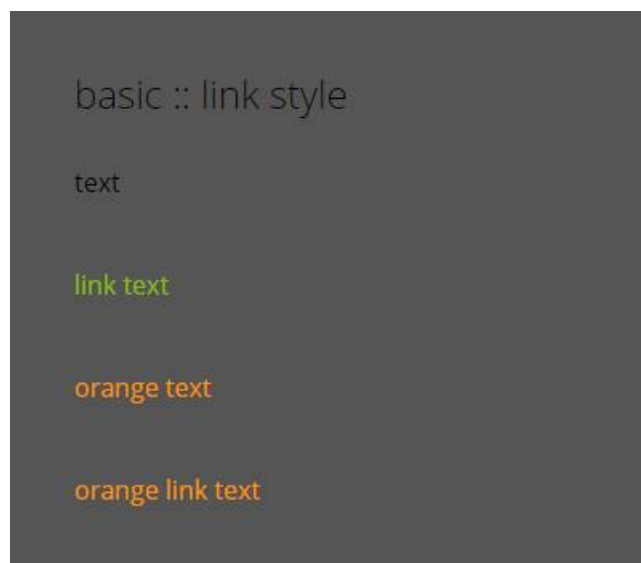 basic :: link style
text
link text
orange text
orange link text